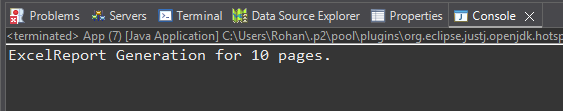 Problems Servers Terminal Data Source Explorer Properties Console
<terminated> App (7) [Java Application] C:\Users\Rohan\.p2\pool\plugins\org.eclipse.justj.openjdk.hotsp
ExcelReport Generation for 10 pages.